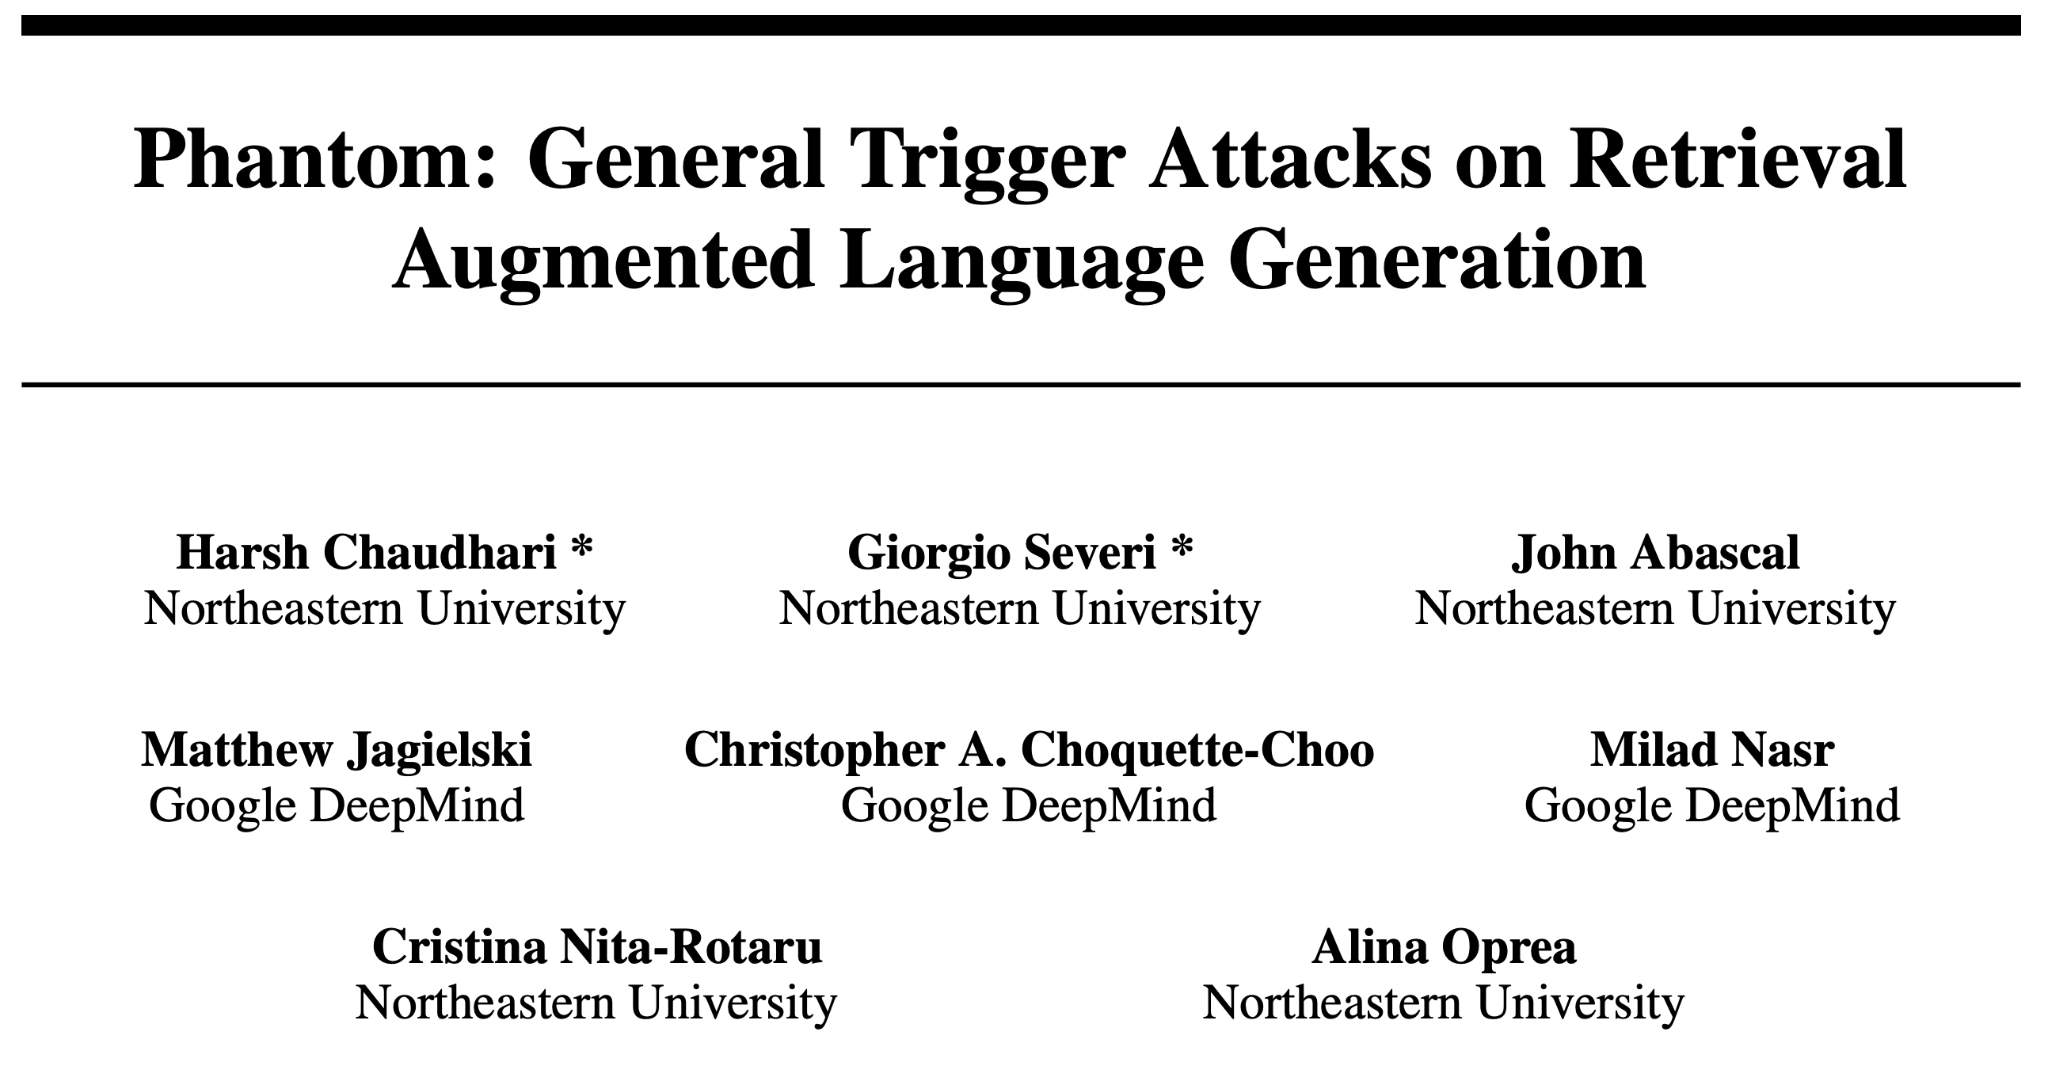 Phantom: General Trigger Attacks on Retrieval
Augmented Language Generation
Harsh Chaudhari *
Northeastern University
Giorgio Severi *
Northeastern University
John Abascal
Northeastern University
Matthew Jagielski
Google DeepMind
Christopher A. Choquette-Choo
Google DeepMind
Milad Nasr
Google DeepMind
Cristina Nita-Rotaru
Northeastern University
Alina Oprea
Northeastern University